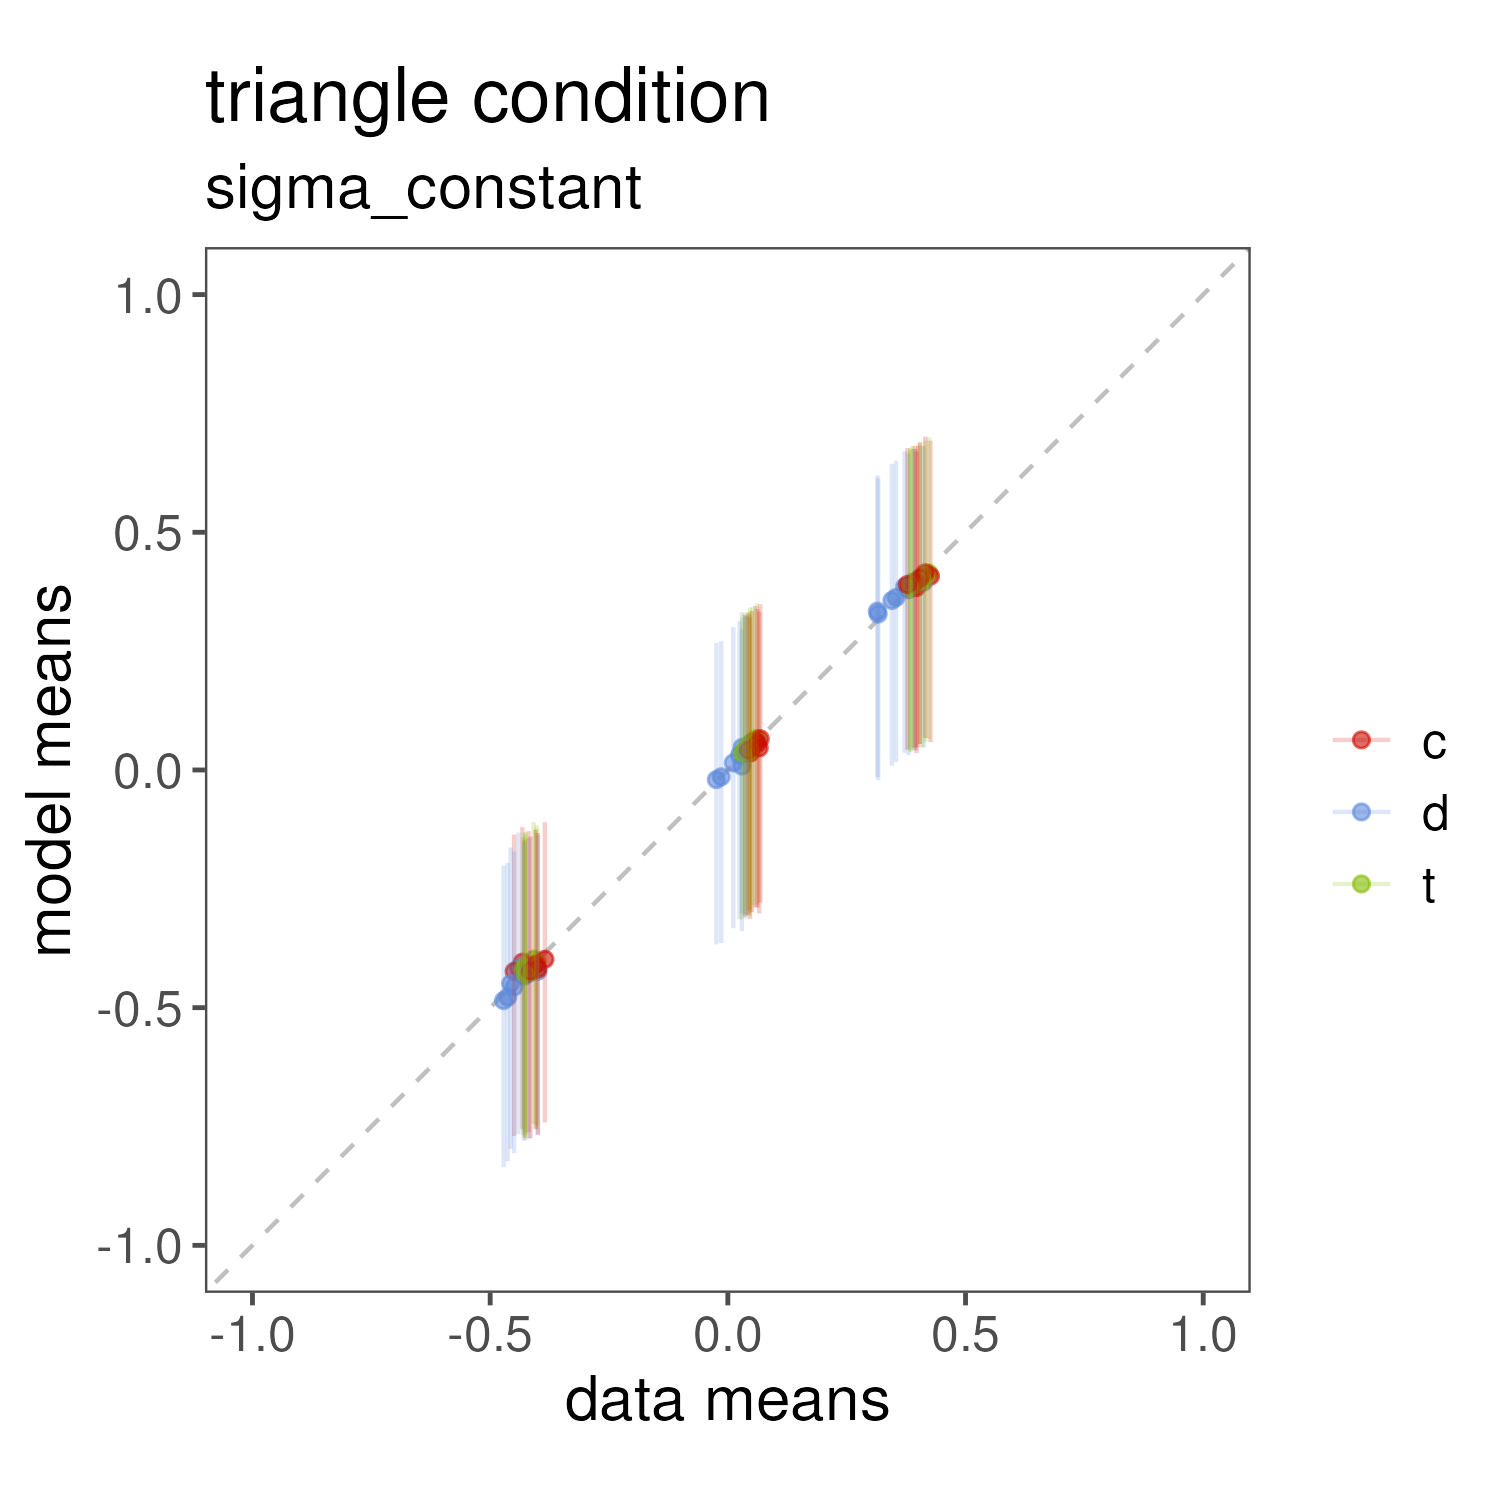 triangle condition
sigma_constant
1.0
0.5
0.0
-0.5
-1.0
model means
-1.0 -0.5 0.0 0.5 1.0
data means
c
d
t